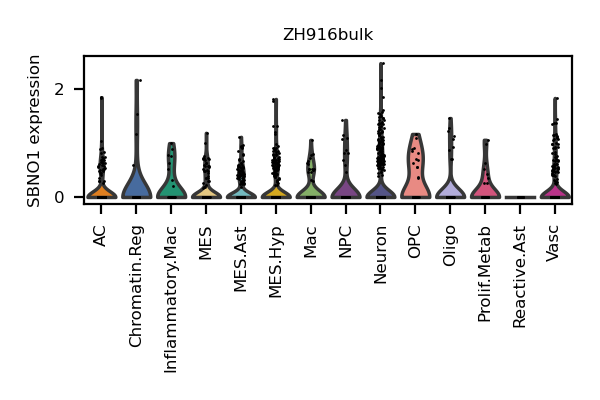 ZH916bulk
SBNO1 expression
2
0
AC
Chromatin.Reg
Inflammatory.Mac
MES
MES.Ast
MES.Hyp
Mac
NPC
Neuron
OPC
Oligo
Prolif.Metab
Reactive.Ast
Vasc